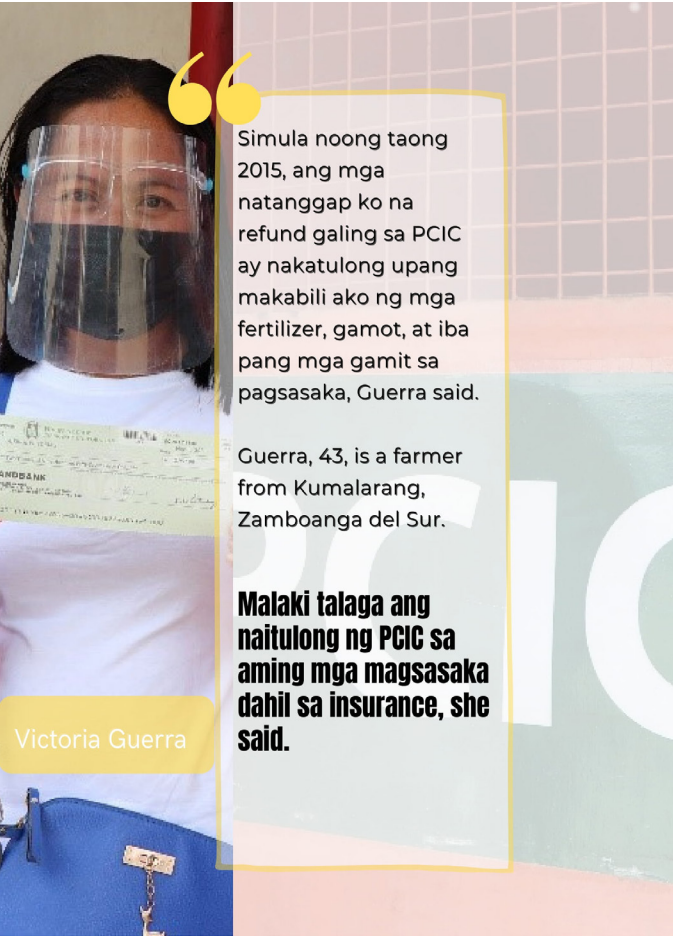 Simula noong taong
2015, ang mga
natanggap ko na
refund galing sa PCIC
ay nakatulong upang
makabili ako ng mga
fertilizer, gamot, at iba
pang mga gamit sa
pagsasaka, Guerra said.
Guerra, 43, is a farmer
from Kumalarang,
Zamboanga del Sur.
Malaki talaga ang
naitulong ng PCIC sa
aming mga magsasaka
dahil sa insurance, she
said.
Victoria Guerra
ANDBANK
PCIC